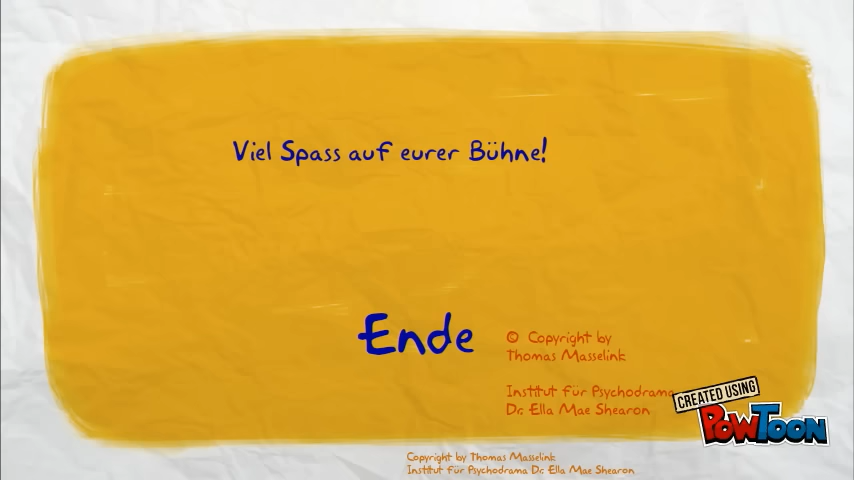 Viel Spass auf eurer Bühne!
Ende
© Copyright by
Thomas Masselink
Institut für Psychodrama
Dr. Ella Mae Shearon
CREATED USING
POWTOON
Copyright by Thomas Masselink
Institut für Psychodrama Dr. Ella Mae Shearon